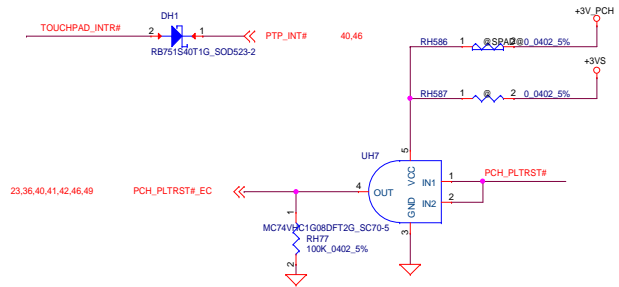 DH1
TOUCHPAD_INTR#
2
1
PTP_INT#
40,46
RB751S40T1G_SOD523-2
+3V_PCH
RH586
1
@SPAD@
2
0_0402_5%
+3VS
RH587
1
@
2
0_0402_5%
UH7
5
VCC
PCH_PLTRST#
IN1
1
23,36,40,41,42,46,49
PCH_PLTRST#_EC
4
OUT
IN2
2
GND
3
1
MC74VHC1G08DFT2G_SC70-5
RH77
100K_0402_5%
2